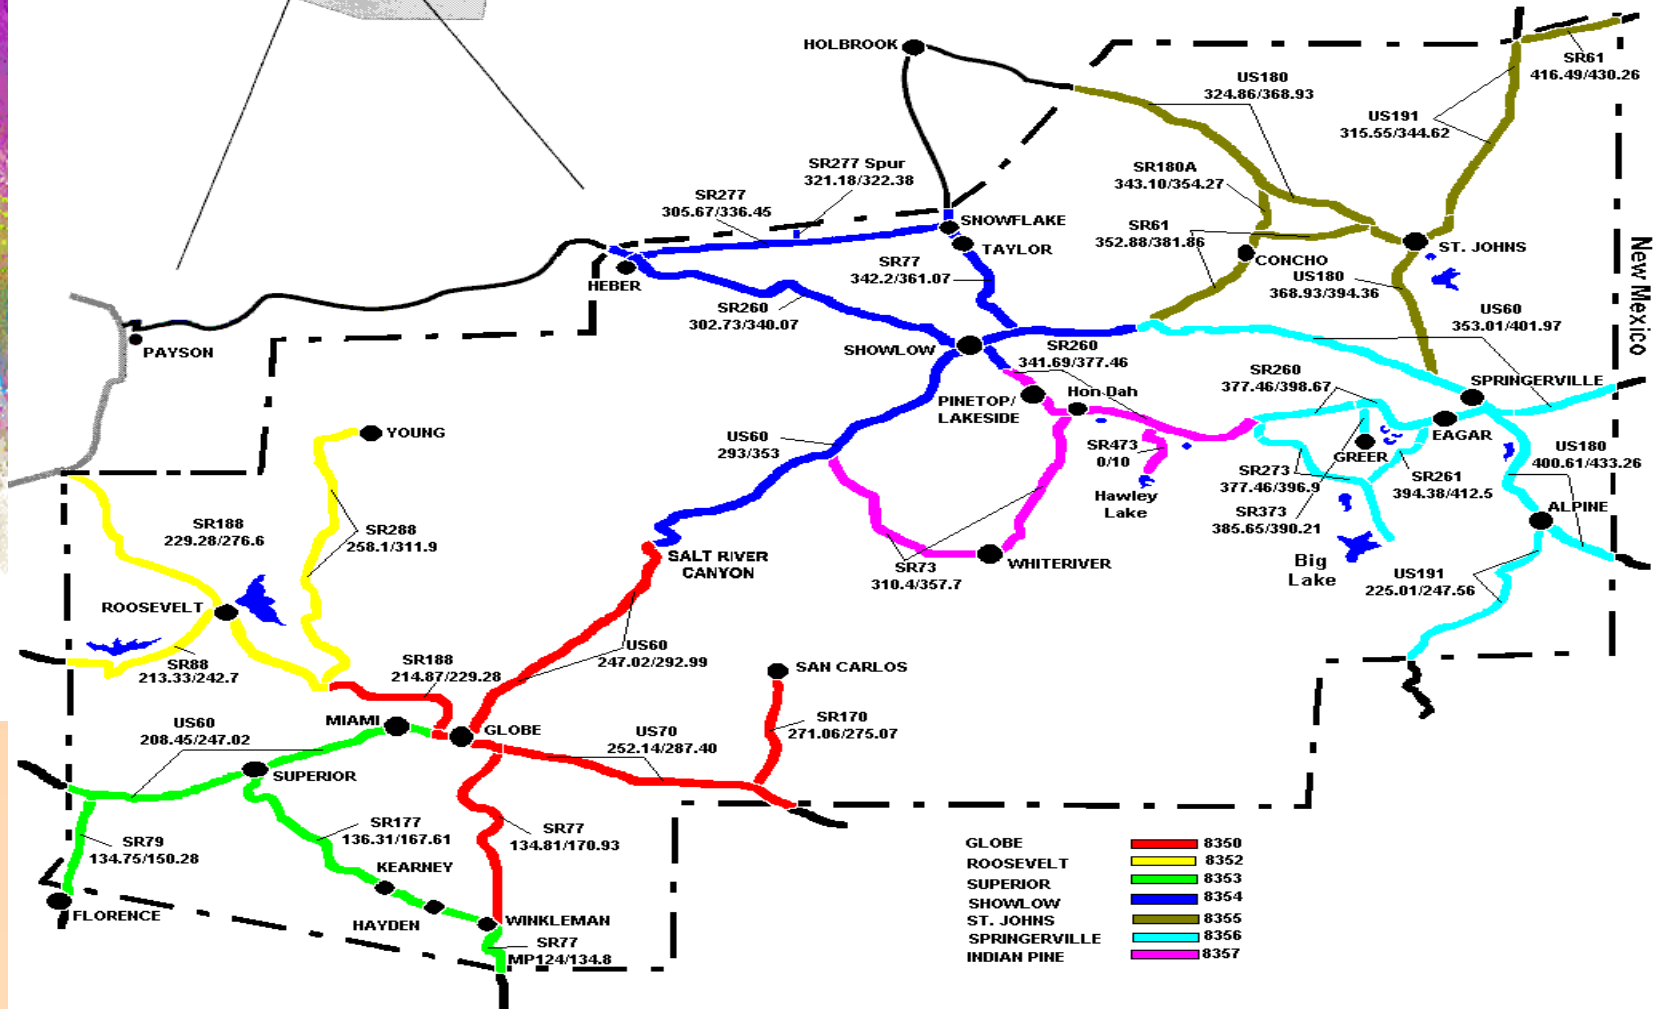 HOLBROOK
SR61
416.49/430.26
US180
324.86/368.93
US191
315.55/344.62
SR277 Spur
321.18/322.38
SR180A
343.10/354.27
SR277
305.67/336.45
SNOWFLAKE
SR61
352.88/381.86
TAYLOR
ST. JOHNS
New Mexico
SR77
342.2/361.07
CONCHO
US180
368.93/394.36
HEBER
SR260
302.73/340.07
US60
353.01/401.97
PAYSON
SHOWLOW
SR260
341.69/377.46
SR260
377.46/398.67
SPRINGERVILLE
Hon Dah
PINETOP/
LAKESIDE
YOUNG
US60
293/353
SR473
0/10
EAGAR
GREER
US180
400.61/433.26
SR273
377.46/396.9
SR261
394.38/412.5
Hawley
Lake
SR373
385.65/390.21
ALPINE
SR188
229.28/276.6
SR288
258.1/311.9
SALT RIVER
CANYON
SR73
310.4/357.7
WHITERIVER
Big
Lake
US191
225.01/247.56
ROOSEVELT
SR88
213.33/242.7
SR188
214.87/229.28
US60
247.02/292.99
SAN CARLOS
US60
208.45/247.02
MIAMI
GLOBE
US70
252.14/287.40
SR170
271.06/275.07
SUPERIOR
SR79
134.75/150.28
SR177
136.31/167.61
SR77
134.81/170.93
KEARNEY
FLORENCE
HAYDEN
WINKLEMAN
SR77
MP124/134.8
GLOBE 8350
ROOSEVELT 8352
SUPERIOR 8353
SHOWLOW 8354
ST. JOHNS 8355
SPRINGERVILLE 8356
INDIAN PINE 8357